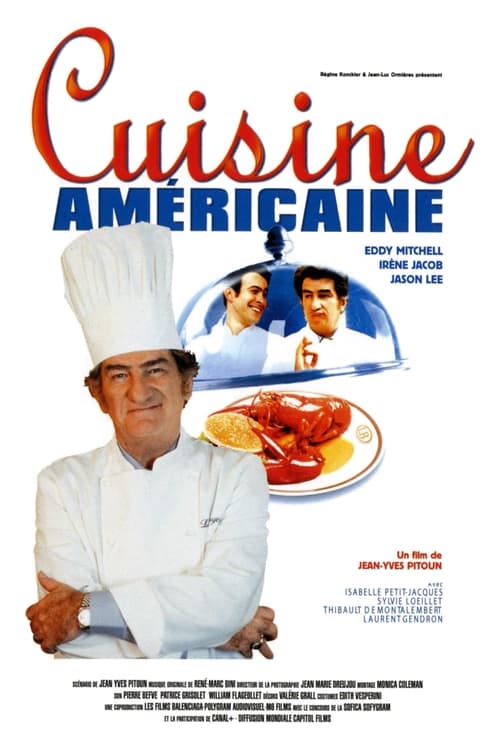 Régine Konckier & Jean-Luc Ormières présentent
Cuisine
AMÉRICAINE
EDDY MITCHELL
IRÈNE JACOB
JASON LEE
Un film de
JEAN-YVES PITOUN
AVEC
ISABELLE PETIT-JACQUES
SYLVIE LOEILLET
THIBAULT DE MONTALEMBERT
LAURENT GENDRON
SCÉNARIO DE JEAN YVES PITOUN MUSIQUE ORIGINALE DE RENÉ-MARC BINI DIRECTEUR DE LA PHOTOGRAPHIE JEAN MARIE DREUJOU MONTAGE MONICA COLEMAN
SON PIERRE BEFVE PATRICE GRISOLET WILLIAM FLAGEOLLET DÉCORS VALÉRIE GRALL COSTUMES EDITH VESPERINI
UNE COPRODUCTION LES FILMS BALENCIAGA-POLYGRAM AUDIOVISUEL-MG FILMS AVEC LE CONCOURS DE LA SOFICA SOFYGRAM
ET LA PARTICIPATION DE CANAL+ - DIFFUSION MONDIALE CAPITOL FILMS